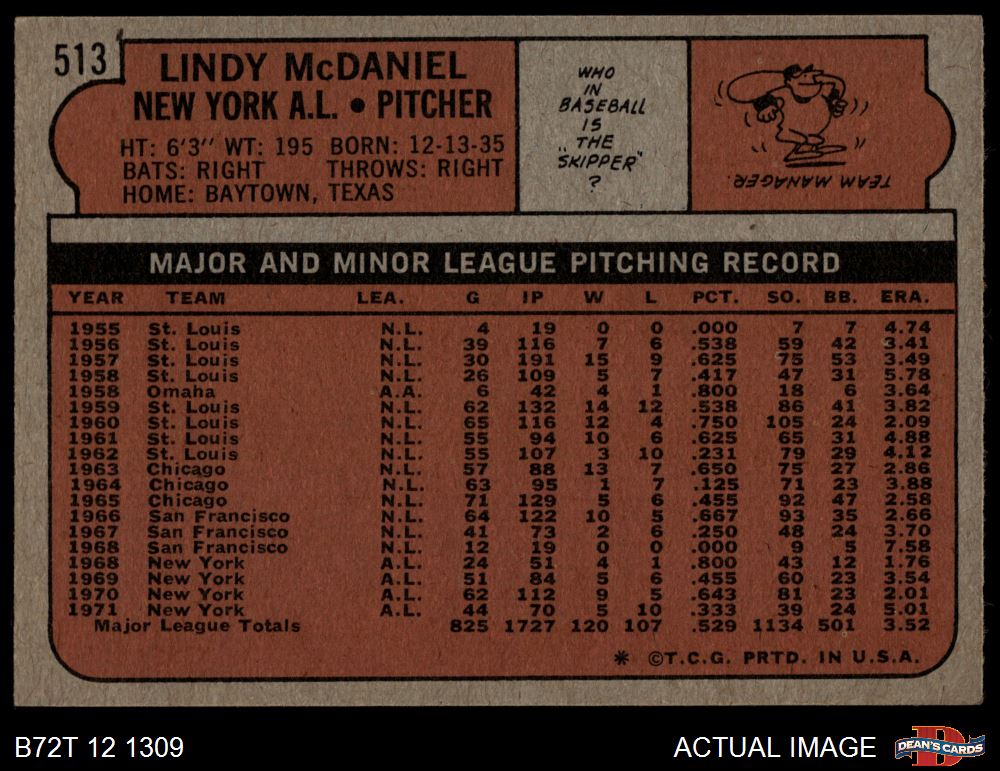 513
LINDY McDANIEL
NEW YORK A.L. • PITCHER
HT: 6'3" WT: 195 BORN: 12-13-35
BATS: RIGHT THROWS: RIGHT
HOME: BAYTOWN, TEXAS
WHO
IN
BASEBALL
IS
THE
"SKIPPER"
?
TEAM MANAGER.
MAJOR AND MINOR LEAGUE PITCHING RECORD
YEAR TEAM LEA. G IP W L PCT. SO. BB. ERA.
1955 St. Louis N.L. 4 19 0 0 .000 7 7 4.74
1956 St. Louis N.L. 39 116 7 6 .538 59 42 3.41
1957 St. Louis N.L. 30 191 15 9 .625 75 53 3.49
1958 St. Louis N.L. 26 109 5 7 .417 47 31 5.78
1958 Omaha A.A. 6 42 4 1 .800 18 6 3.64
1959 St. Louis N.L. 62 132 14 12 .538 86 41 3.82
1960 St. Louis N.L. 65 116 12 4 .750 105 24 2.09
1961 St. Louis N.L. 55 94 10 6 .625 65 31 4.88
1962 St. Louis N.L. 55 107 3 10 .231 79 29 4.12
1963 Chicago N.L. 57 88 13 7 .650 75 27 2.86
1964 Chicago N.L. 63 95 1 7 .125 71 23 3.88
1965 Chicago N.L. 71 129 5 6 .455 92 47 2.58
1966 San Francisco N.L. 64 122 10 5 .667 93 35 2.66
1967 San Francisco N.L. 41 73 2 6 .250 48 24 3.70
1968 San Francisco N.L. 12 19 0 0 .000 9 5 7.58
1968 New York A.L. 24 51 4 1 .800 43 12 1.76
1969 New York A.L. 51 84 5 6 .455 60 23 3.54
1970 New York A.L. 62 112 9 5 .643 81 23 2.01
1971 New York A.L. 44 70 5 10 .333 39 24 5.01
Major League Totals 825 1727 120 107 .529 1134 501 3.52
* ©T.C.G. PRTD. IN U.S.A.
B72T 12 1309
ACTUAL IMAGE
DEAN'S CARDS